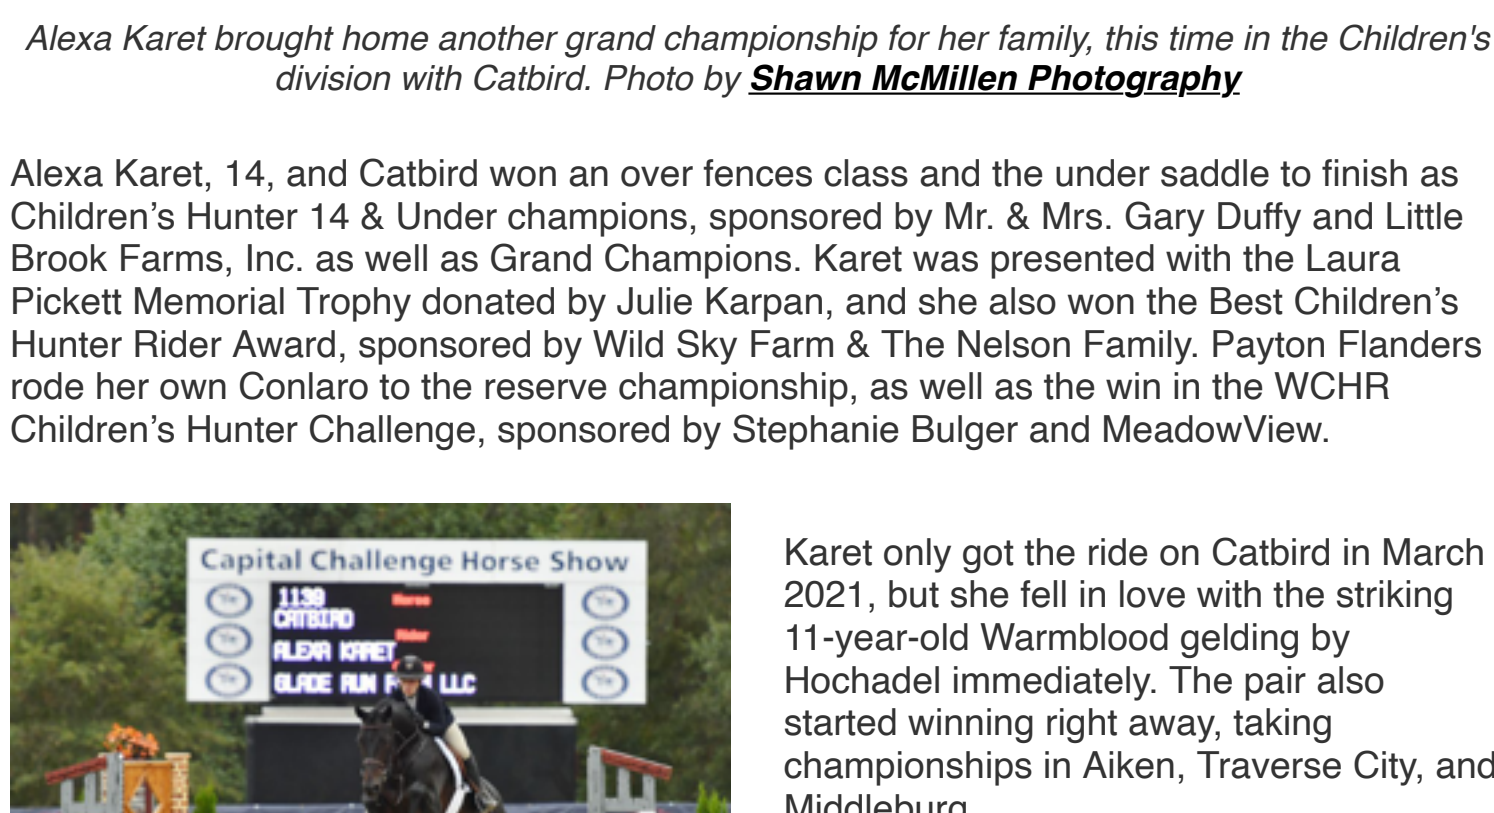 Alexa Karet brought home another grand championship for her family, this time in the Children's
division with Catbird. Photo by Shawn McMillen Photography
Alexa Karet, 14, and Catbird won an over fences class and the under saddle to finish as
Children’s Hunter 14 & Under champions, sponsored by Mr. & Mrs. Gary Duffy and Little
Brook Farms, Inc. as well as Grand Champions. Karet was presented with the Laura
Pickett Memorial Trophy donated by Julie Karpan, and she also won the Best Children’s
Hunter Rider Award, sponsored by Wild Sky Farm & The Nelson Family. Payton Flanders
rode her own Conlaro to the reserve championship, as well as the win in the WCHR
Children’s Hunter Challenge, sponsored by Stephanie Bulger and MeadowView.
Capital Challenge Horse Show
1139 Horse
CATBIRD
Rider
ALEXA KARET
GLADE RUN LLC
Karet only got the ride on Catbird in March
2021, but she fell in love with the striking
11-year-old Warmblood gelding by
Hochadel immediately. The pair also
started winning right away, taking
championships in Aiken, Traverse City, and
Middleburg